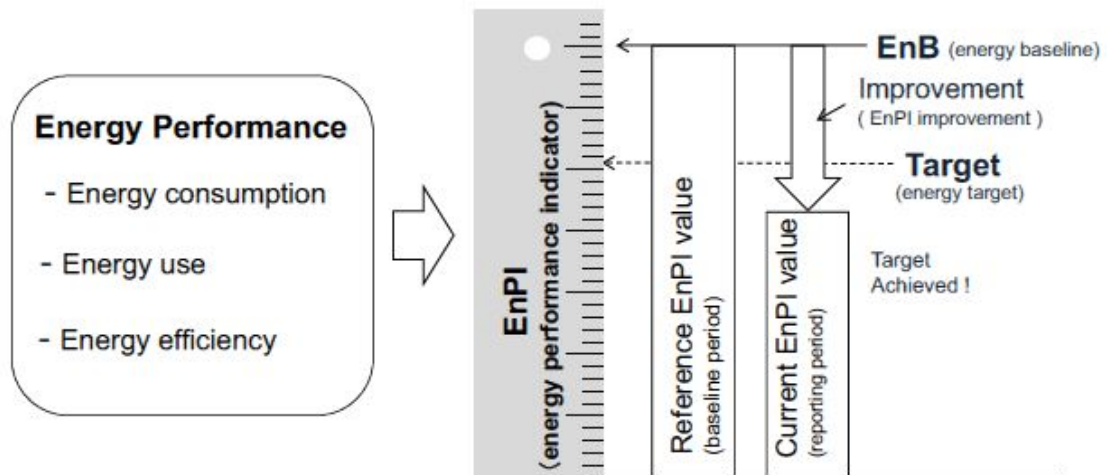 Energy Performance
- Energy consumption
- Energy use
- Energy efficiency
EnPI
(energy performance indicator)
Reference EnPI value
(baseline period)
Current EnPI value
(reporting period)
EnB (energy baseline)
Improvement
( EnPI improvement )
Target
(energy target)
Target
Achieved !